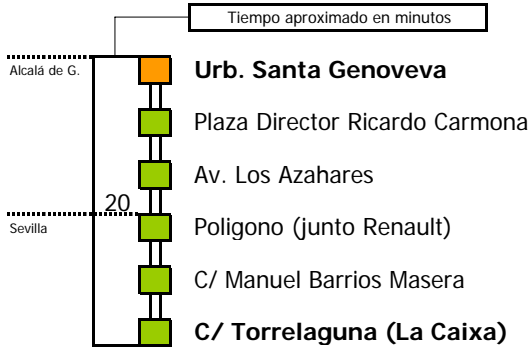 Tiempo aproximado en minutos
Alcalá de G.
Urb. Santa Genoveva
Plaza Director Ricardo Carmona
Av. Los Azahares
20
Sevilla
Poligono (junto Renault)
C/ Manuel Barrios Masera
C/ Torrelaguna (La Caixa)